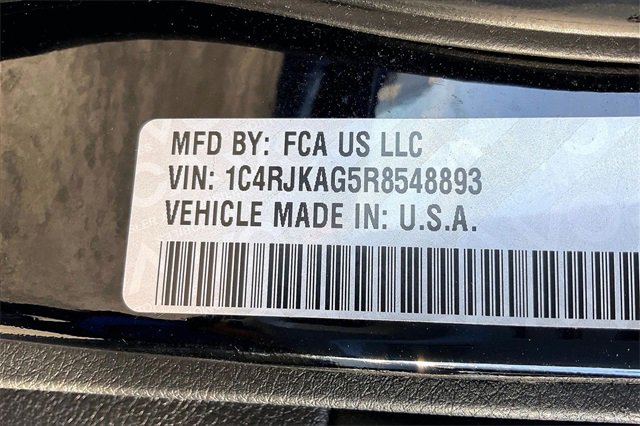 MFD BY: FCA US LLC
VIN: 1C4RJKAG5R8548893
VEHICLE MADE IN: U.S.A.